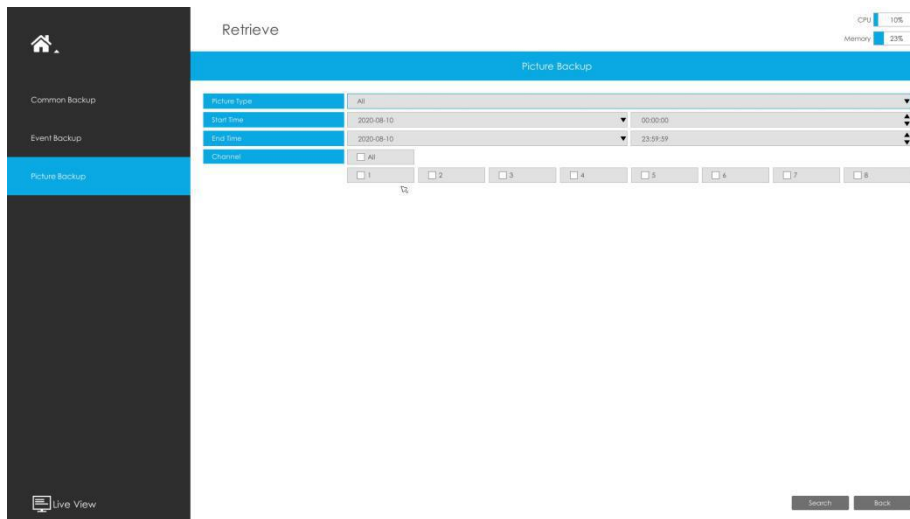 Retrieve
CPU 10%
Memory 23%
Picture Backup
Common Backup
Event Backup
Picture Backup
Picture Type All
Start Time 2020-08-10 00:00:00
End Time 2020-08-10 23:59:59
Channel All
1 2 3 4 5 6 7 8
Live View
Search Back